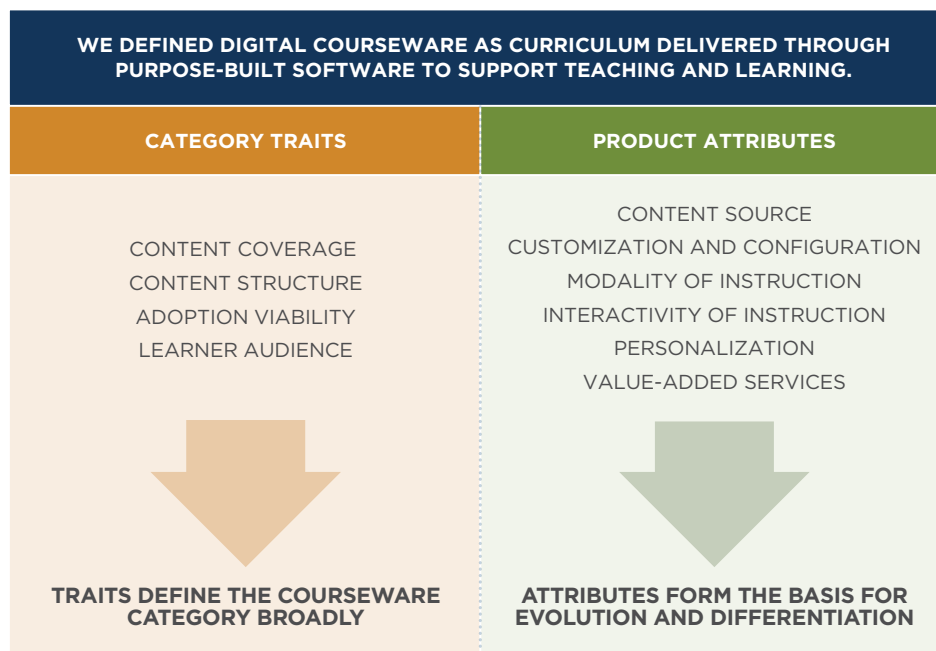 WE DEFINED DIGITAL COURSEWARE AS CURRICULUM DELIVERED THROUGH
PURPOSE-BUILT SOFTWARE TO SUPPORT TEACHING AND LEARNING.
CATEGORY TRAITS
CONTENT COVERAGE
CONTENT STRUCTURE
ADOPTION VIABILITY
LEARNER AUDIENCE
TRAITS DEFINE THE COURSEWARE
CATEGORY BROADLY
PRODUCT ATTRIBUTES
CONTENT SOURCE
CUSTOMIZATION AND CONFIGURATION
MODALITY OF INSTRUCTION
INTERACTIVITY OF INSTRUCTION
PERSONALIZATION
VALUE-ADDED SERVICES
ATTRIBUTES FORM THE BASIS FOR
EVOLUTION AND DIFFERENTIATION